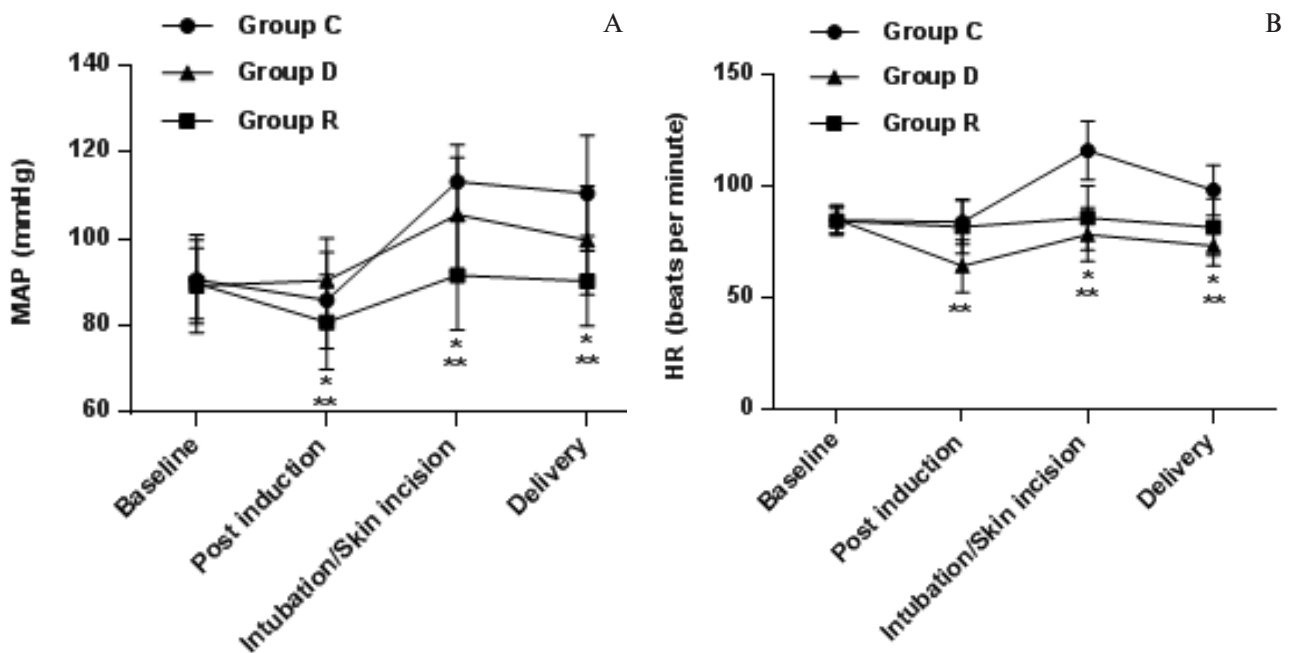 A
Group C
Group D
Group R
MAP (mmHg)
140
120
100
80
60
*
**
*
**
*
**
Baseline
Post induction
Intubation/Skin incision
Delivery
B
Group C
Group D
Group R
HR (beats per minute)
150
100
50
0
**
*
**
*
**
Baseline
Post induction
Intubation/Skin incision
Delivery